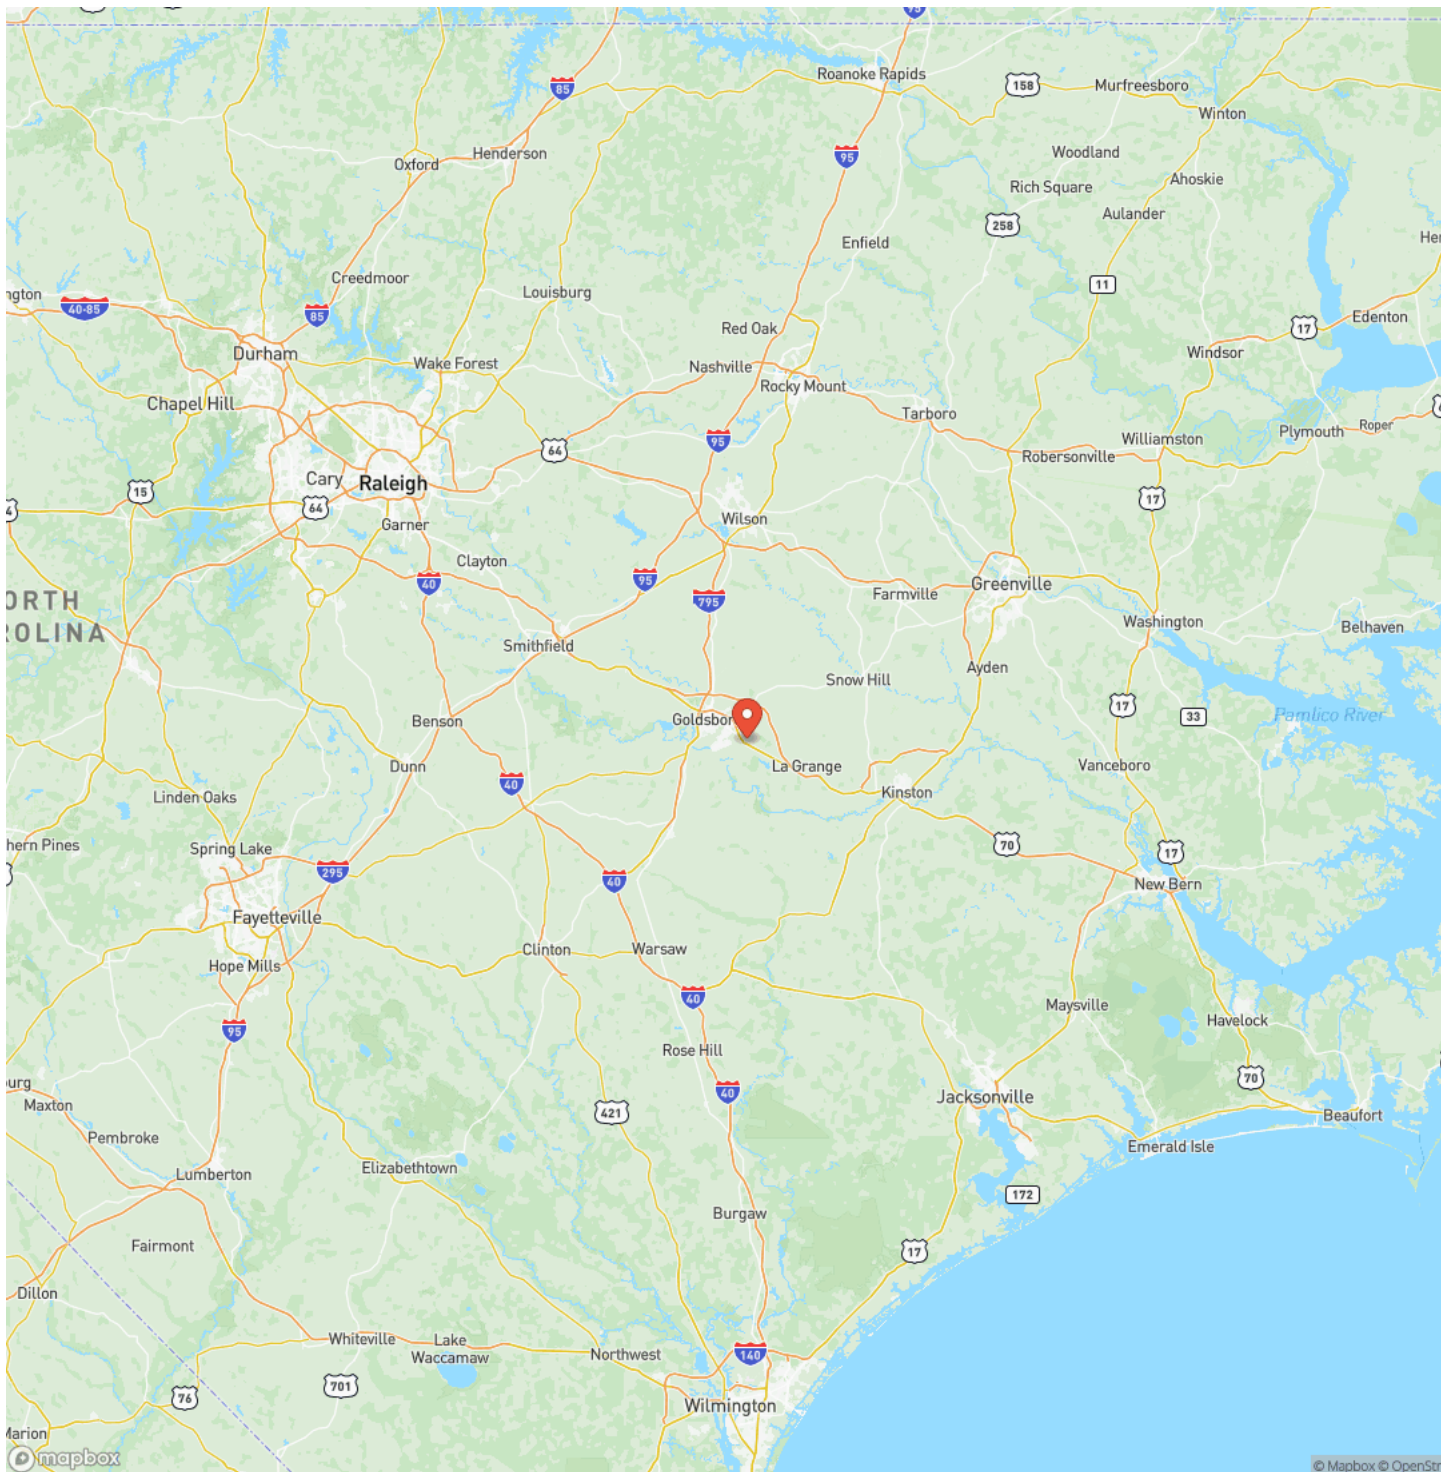 95
Roanoke Rapids
158
Murfreesboro
85
Winton
Oxford
Henderson
95
Woodland
Rich Square
Ahoskie
Aulander
258
Enfield
Creedmoor
Louisburg
11
40-85
85
Red Oak
17
Edenton
Durham
Wake Forest
Nashville
Windsor
Rocky Mount
Chapel Hill
Tarboro
95
Williamston
Plymouth
Roper
64
Robersonville
Cary
Raleigh
15
64
17
Wilson
Garner
Clayton
40
95
Greenville
Farmville
795
ORTH
ROLINA
Washington
Belhaven
Smithfield
Ayden
Snow Hill
17
33
Pamlico River
Benson
Goldsbor
Dunn
La Grange
Vanceboro
40
Linden Oaks
Kinston
hern Pines
Spring Lake
70
17
295
40
New Bern
Fayetteville
Clinton
Warsaw
Hope Mills
40
Maysville
Havelock
95
Rose Hill
70
burg
Maxton
40
Jacksonville
421
Beaufort
Pembroke
Emerald Isle
Lumberton
Elizabethtown
172
Burgaw
Fairmont
17
Dillon
Whiteville
Lake
Waccamaw
Northwest
140
701
76
Wilmington
Marion
mapbox
© Mapbox © OpenStr